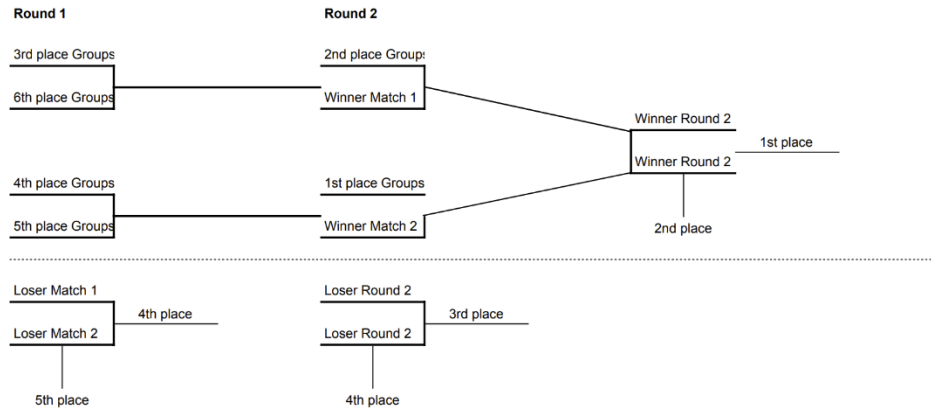 Round 1
Round 2
3rd place Groups
2nd place Groups
6th place Groups
Winner Match 1
Winner Round 2
1st place
4th place Groups
1st place Groups
Winner Round 2
5th place Groups
Winner Match 2
2nd place
Loser Match 1
Loser Round 2
4th place
3rd place
Loser Match 2
Loser Round 2
5th place
4th place